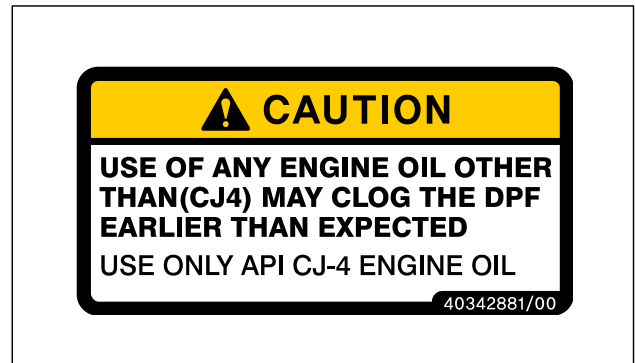 CAUTION
USE OF ANY ENGINE OIL OTHER
THAN(CJ4) MAY CLOG THE DPF
EARLIER THAN EXPECTED
USE ONLY API CJ-4 ENGINE OIL
40342881/00